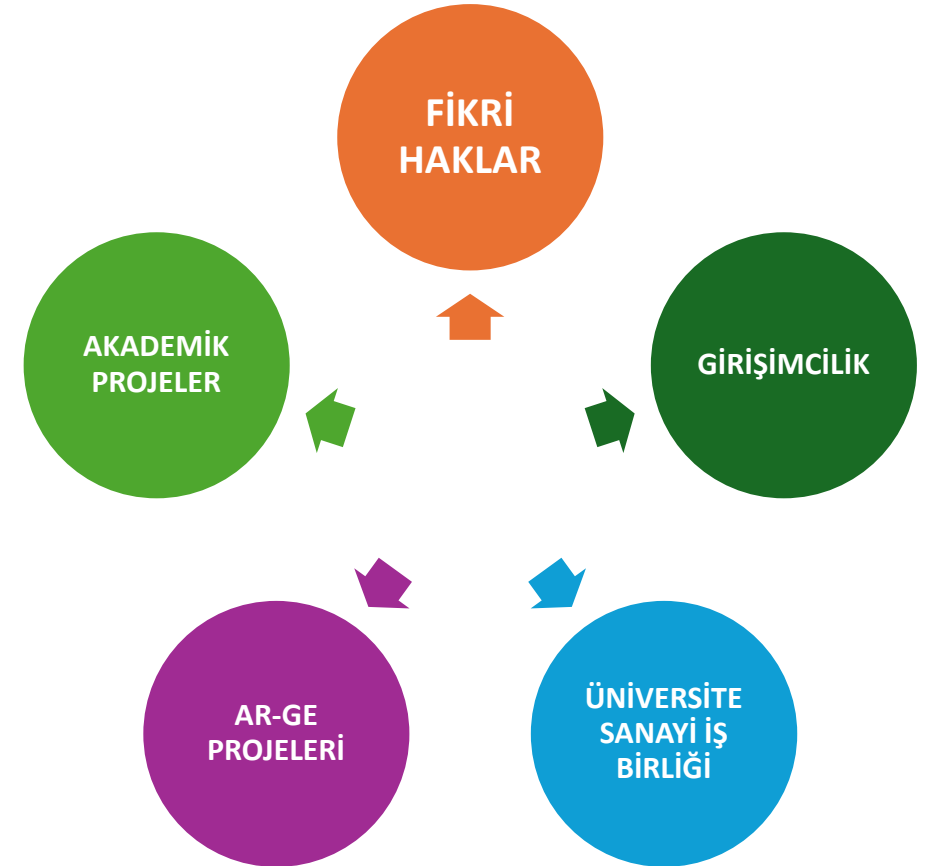 FİKRİ
HAKLAR
GİRİŞİMCİLİK
ÜNİVERSİTE
SANAYİ İŞ
BİRLİĞİ
AR-GE
PROJELERİ
AKADEMİK
PROJELER